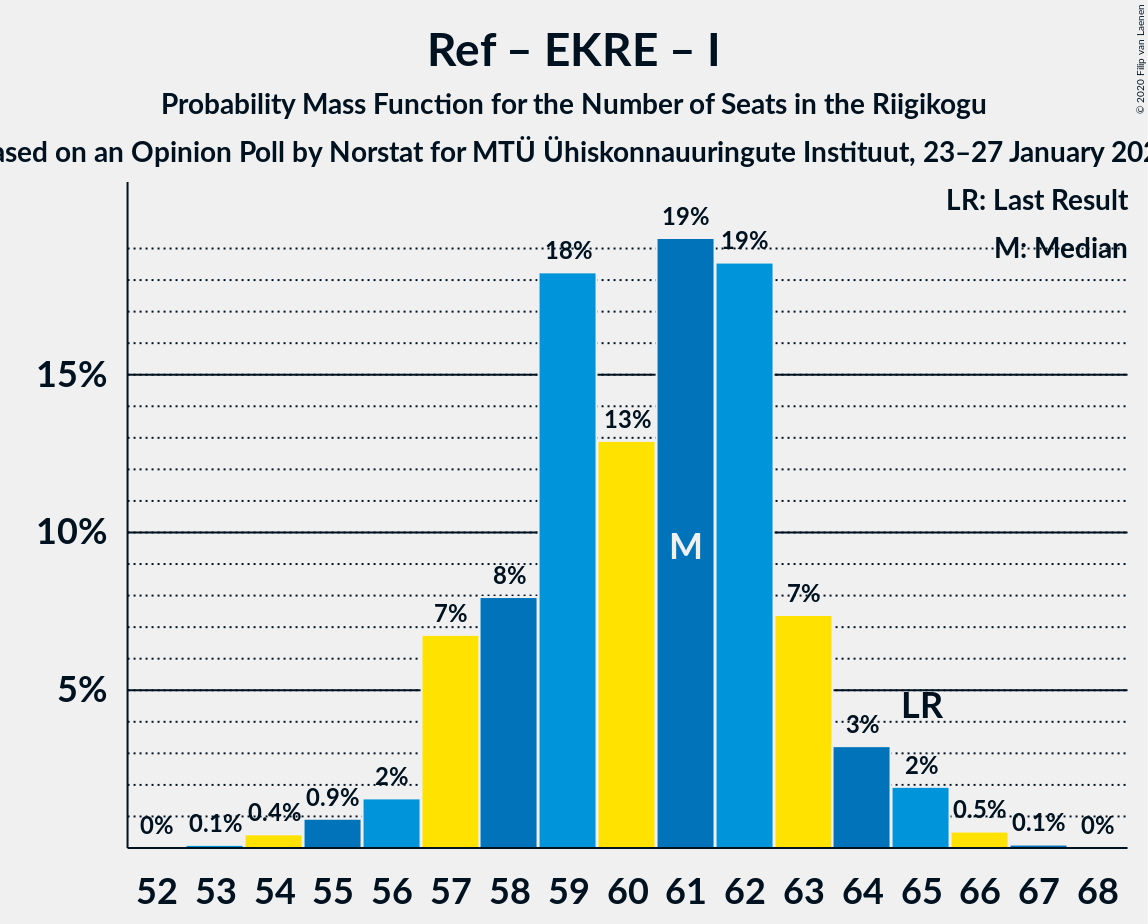 Ref – EKRE – I
Probability Mass Function for the Number of Seats in the Riigikogu
ased on an Opinion Poll by Norstat for MTÜ Ühiskonnauuringute Instituut, 23–27 January 202
© 2020 Filip van Laenen
LR: Last Result
M: Median
15%
10%
5%
0%
0.1%
0.4%
0.9%
2%
7%
8%
18%
13%
19%
19%
7%
3%
2%
0.5%
0.1%
0%
M
LR
52 53 54 55 56 57 58 59 60 61 62 63 64 65 66 67 68